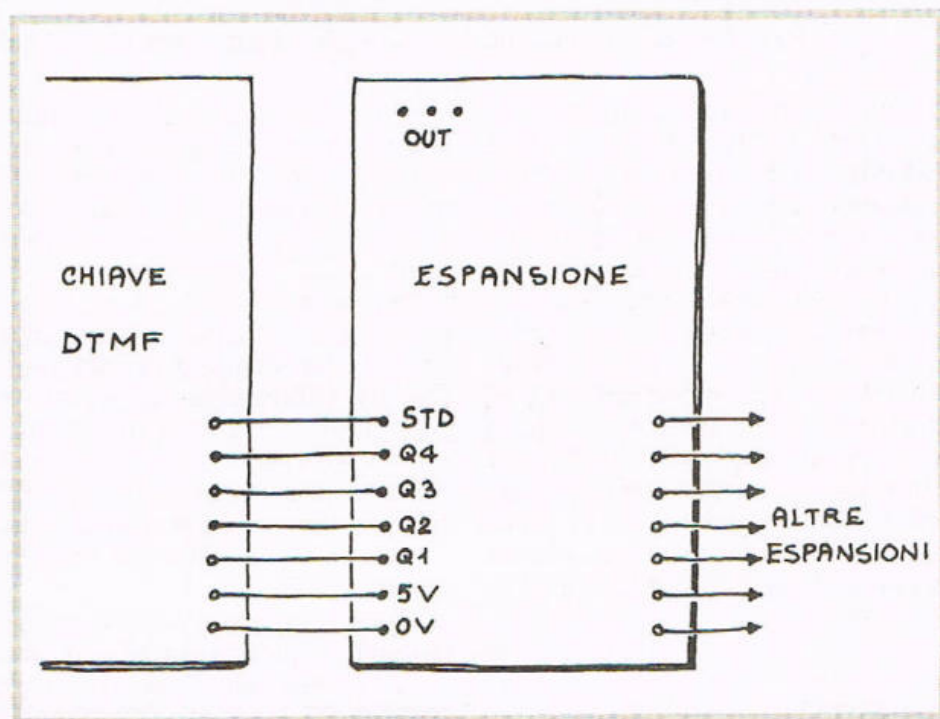 OUT
CHIAVE
DTMF
ESPANSIONE
STD
Q4
Q3
Q2
Q1
5V
0V
ALTRE
ESPANSIONI